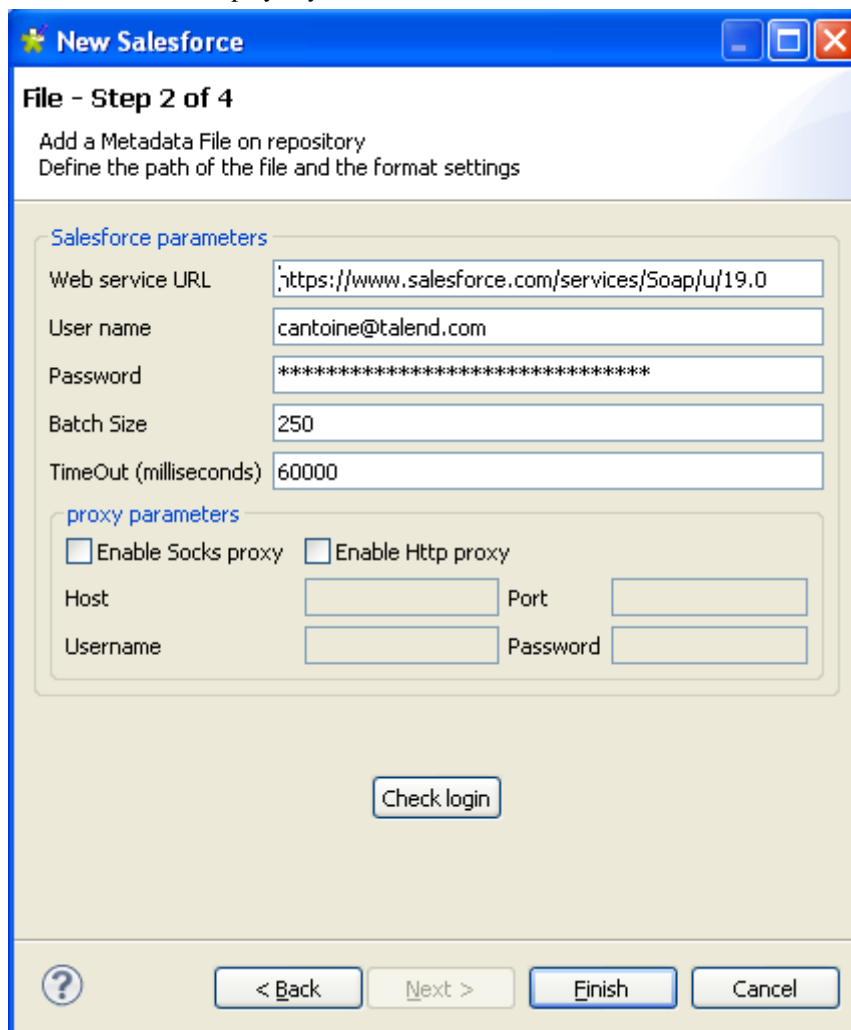 New Salesforce
File - Step 2 of 4
Add a Metadata File on repository
Define the path of the file and the format settings
Salesforce parameters
Web service URL https://www.salesforce.com/services/Soap/u/19.0
User name cantoine@talend.com
Password *******************************
Batch Size 250
TimeOut (milliseconds) 60000
proxy parameters
Enable Socks proxy Enable Http proxy
Host Port
Username Password
Check login
? < Back Next > Finish Cancel